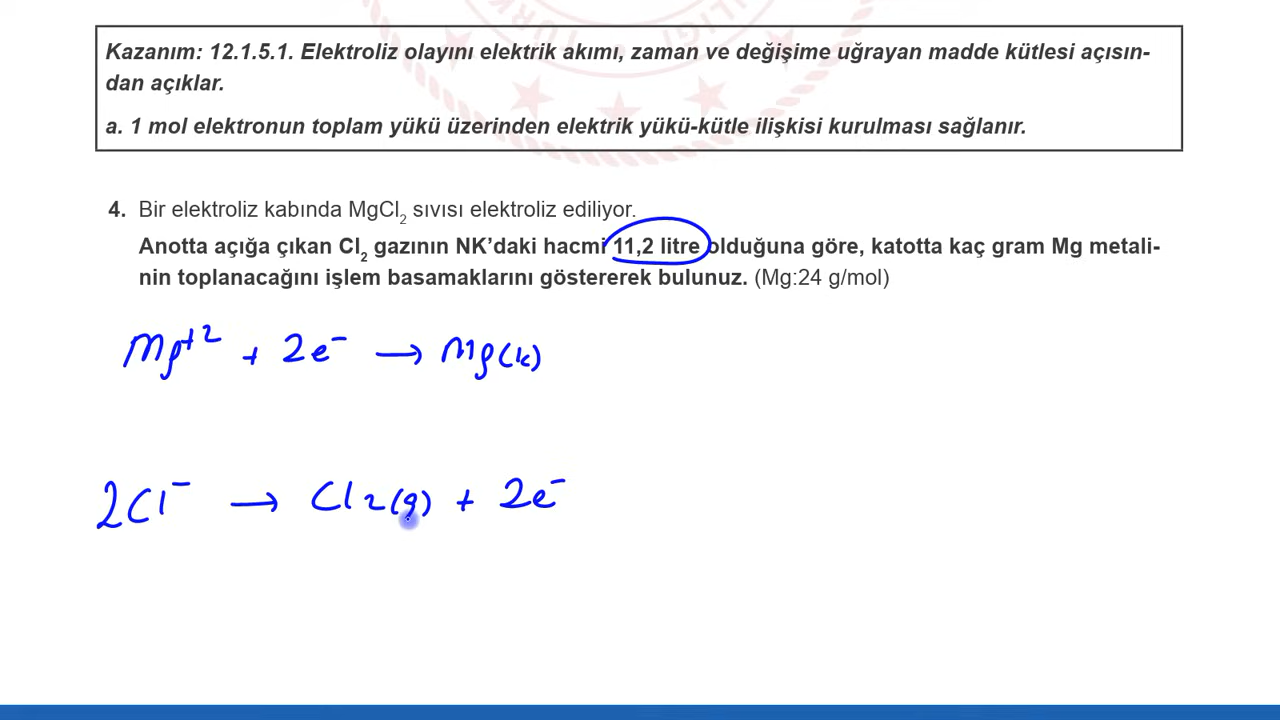 Kazanım: 12.1.5.1. Elektroliz olayını elektrik akımı, zaman ve değişime uğrayan madde kütlesi açısın-
dan açıklar.
a. 1 mol elektronun toplam yükü üzerinden elektrik yükü-kütle ilişkisi kurulması sağlanır.
4. Bir elektroliz kabında MgCl₂ sıvısı elektroliz ediliyor.
Anotta açığa çıkan Cl₂ gazının NK’daki hacmi 11,2 litre olduğuna göre, katotta kaç gram Mg metali-
nin toplanacağını işlem basamaklarını göstererek bulunuz. (Mg:24 g/mol)
Mg⁺² + 2e⁻ → Mg(k)
2Cl⁻ → Cl₂(g) + 2e⁻